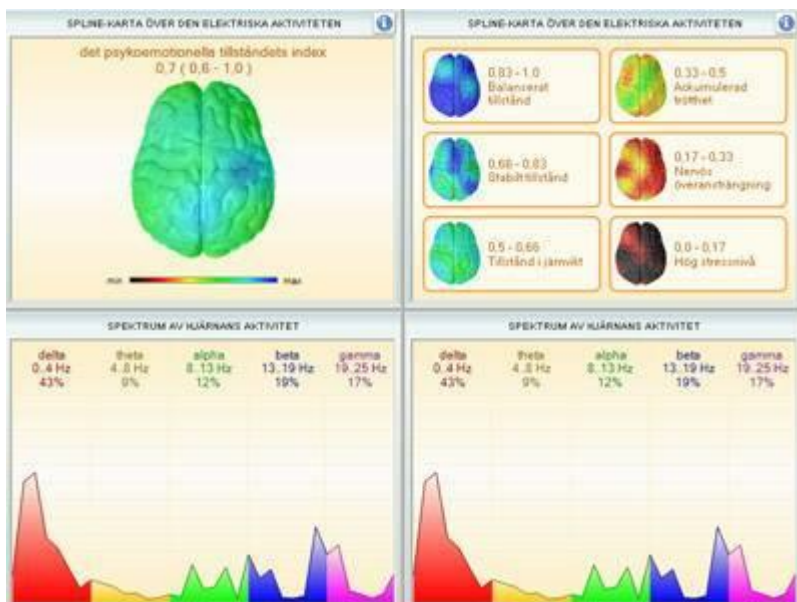 SPLINE-KARTA ÖVER DEN ELEKTRISKA AKTIVITETEN
det psykoemotionella tillståndets index
0,7 ( 0,6 - 1,0 )
min
max
SPLINE-KARTA ÖVER DEN ELEKTRISKA AKTIVITETEN
0,83 - 1.0
Balanserat
tillstånd
0.33 - 0.5
Ackumulerad
trötthet
0,66 - 0.83
Stabilt tillstånd
0.17 - 0.33
Nervös
överansträngning
0,5 - 0,66
Tillstånd i jämvikt
0.0 - 0.17
Hög stressnivå
SPEKTRUM AV HJÄRNANS AKTIVITET
delta theta alpha beta gamma
0..4 Hz 4..8 Hz 8..13 Hz 13..19 Hz 19..25 Hz
43% 9% 12% 19% 17%
SPEKTRUM AV HJÄRNANS AKTIVITET
delta theta alpha beta gamma
0..4 Hz 4..8 Hz 8..13 Hz 13..19 Hz 19..25 Hz
43% 9% 12% 19% 17%